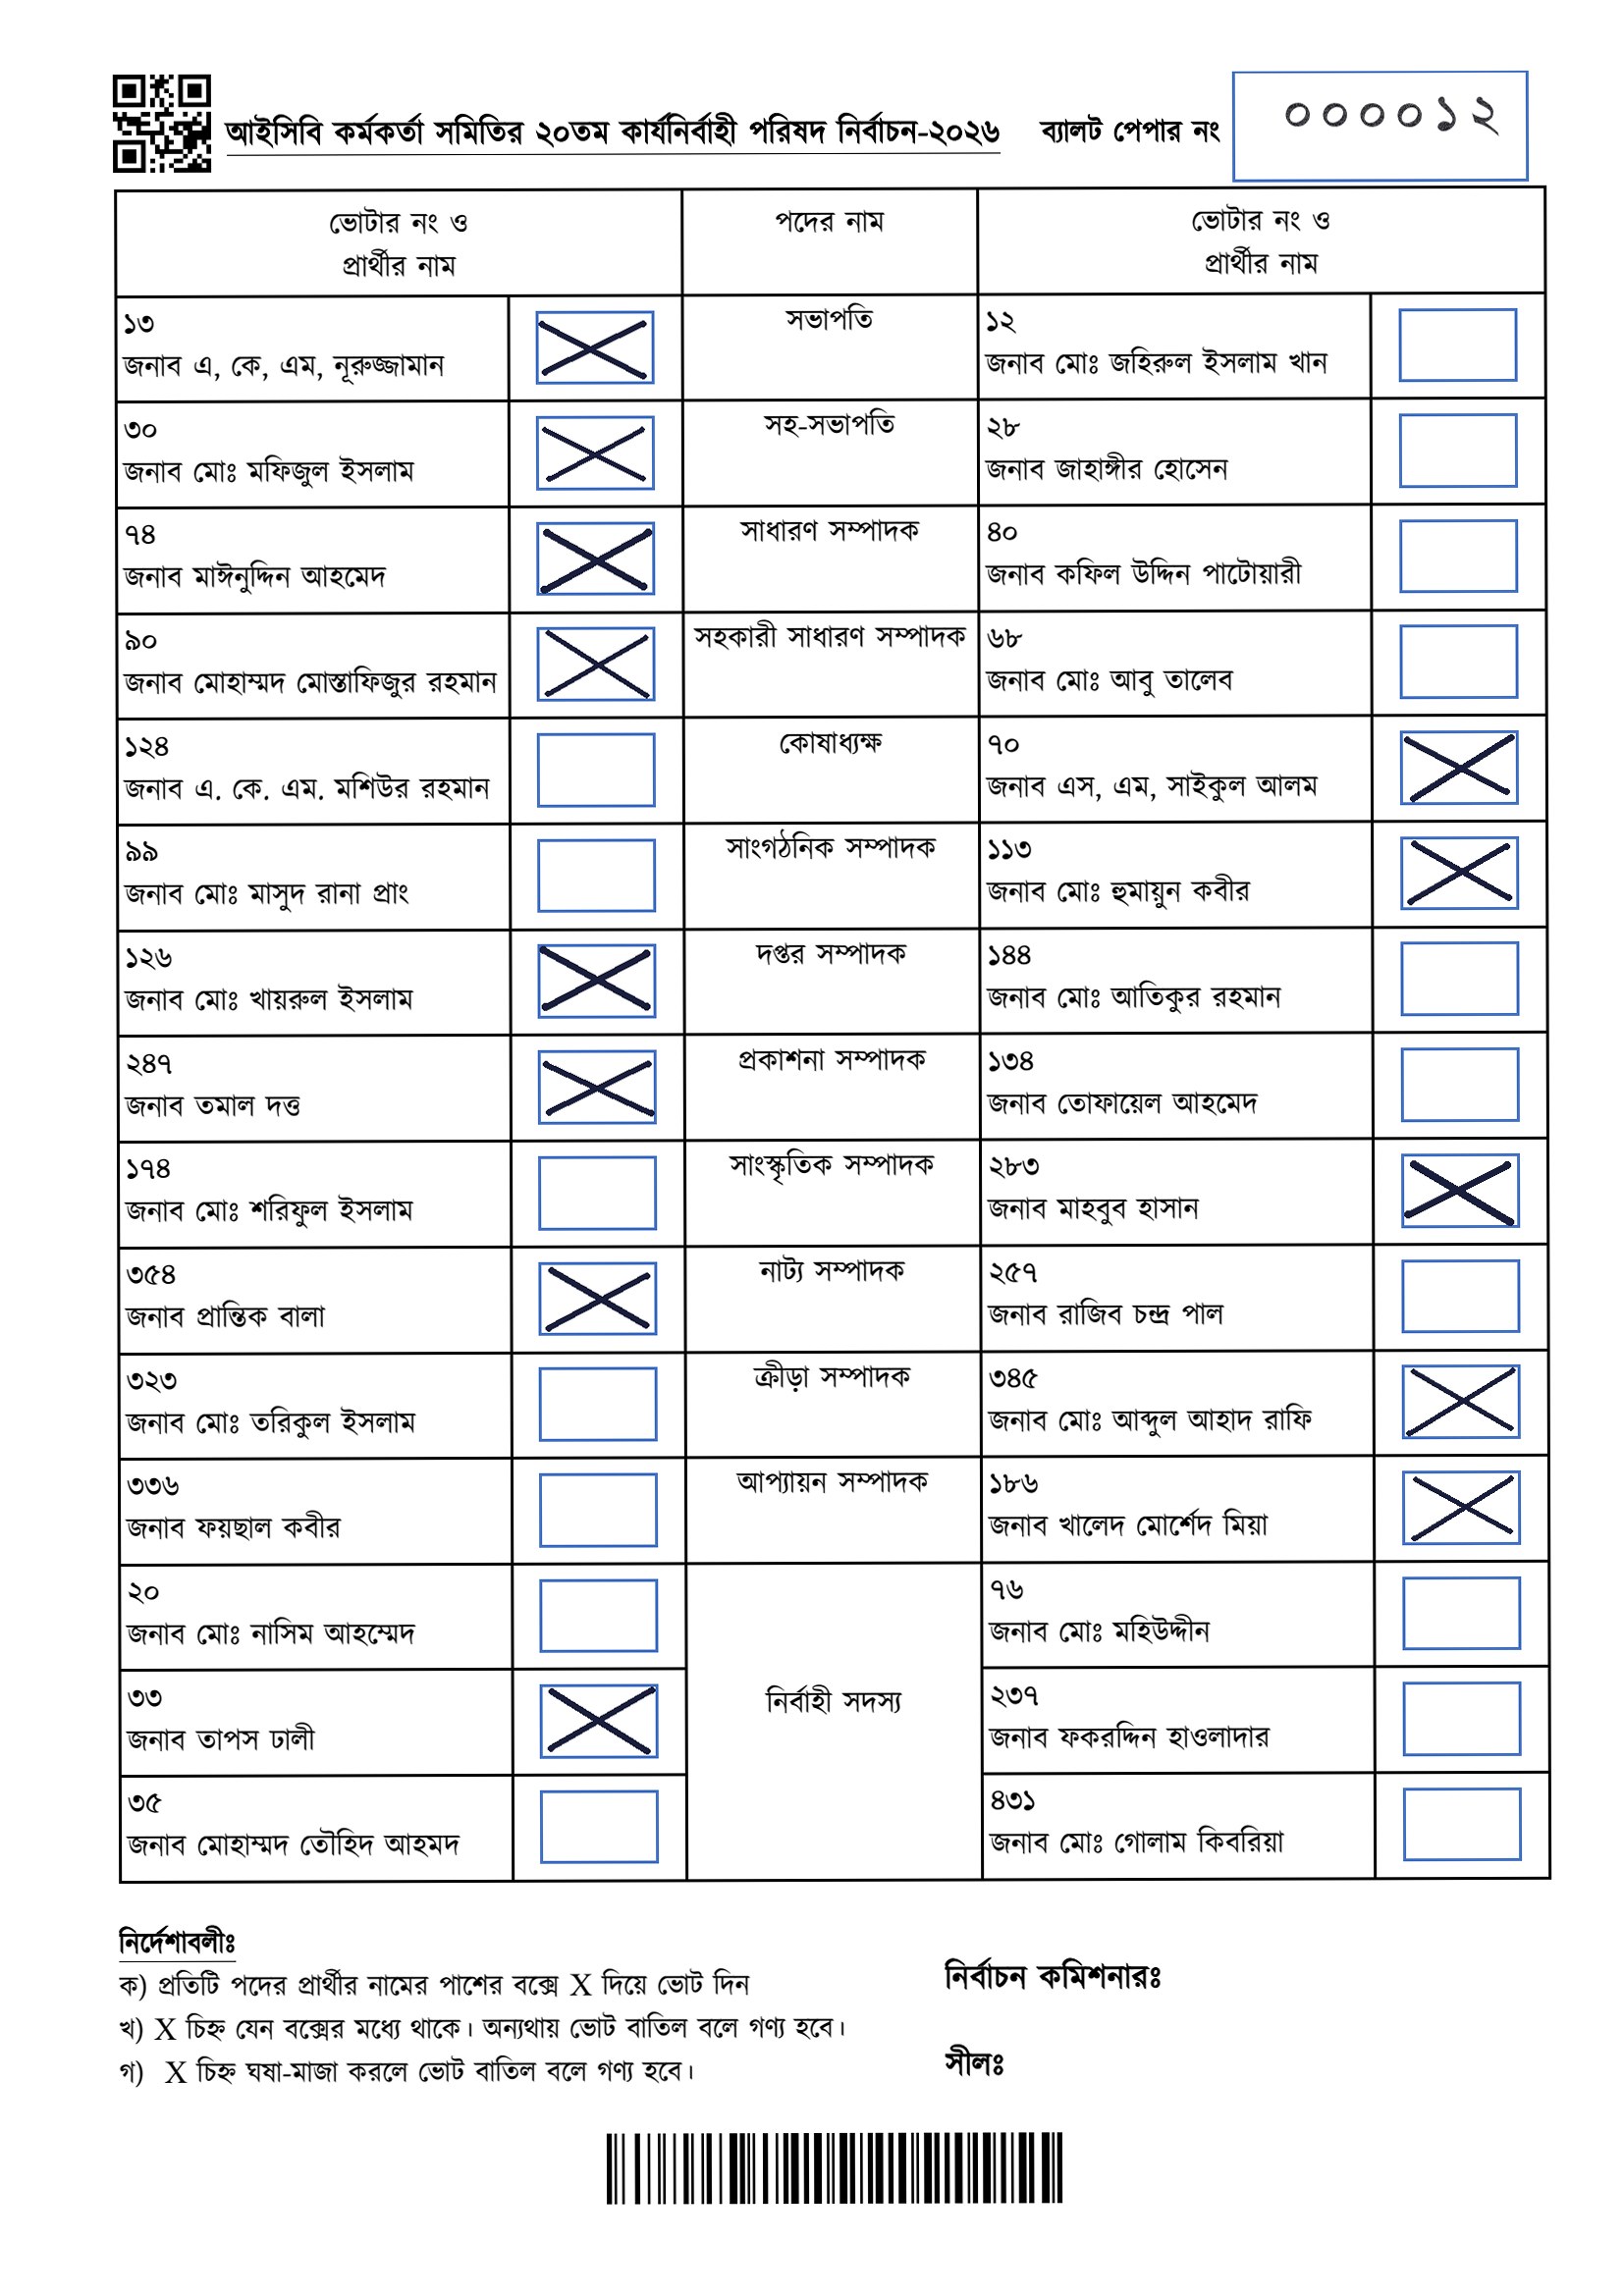 আইসিবি কর্মকর্তা সমিতির ২০তম কার্যনির্বাহী পরিষদ নির্বাচন-২০২৬ ব্যালট পেপার নং ০০০০১২
ভোটার নং ও পদের নাম ভোটার নং ও
প্রার্থীর নাম প্রার্থীর নাম
১৩ সভাপতি ১২
জনাব এ, কে, এম, নূরুজ্জামান জনাব মোঃ জহিরুল ইসলাম খান
৩০ সহ-সভাপতি ২৮
জনাব মোঃ মফিজুল ইসলাম জনাব জাহাঙ্গীর হোসেন
৭৪ সাধারণ সম্পাদক ৪০
জনাব মাঈনুদ্দিন আহমেদ জনাব কফিল উদ্দিন পাটোয়ারী
৯০ সহকারী সাধারণ সম্পাদক ৬৮
জনাব মোহাম্মদ মোস্তাফিজুর রহমান জনাব মোঃ আবু তালেব
১২৪ কোষাধ্যক্ষ ৭০
জনাব এ. কে. এম. মশিউর রহমান জনাব এস, এম, সাইকুল আলম
৯৯ সাংগঠনিক সম্পাদক ১১৩
জনাব মোঃ মাসুদ রানা প্রাং জনাব মোঃ হুমায়ুন কবীর
১২৬ দপ্তর সম্পাদক ১৪৪
জনাব মোঃ খায়রুল ইসলাম জনাব মোঃ আতিকুর রহমান
২৪৭ প্রকাশনা সম্পাদক ১৩৪
জনাব তমাল দত্ত জনাব তোফায়েল আহমেদ
১৭৪ সাংস্কৃতিক সম্পাদক ২৮৩
জনাব মোঃ শরিফুল ইসলাম জনাব মাহবুব হাসান
৩৫৪ নাট্য সম্পাদক ২৫৭
জনাব প্রান্তিক বালা জনাব রাজিব চন্দ্র পাল
৩২৩ ক্রীড়া সম্পাদক ৩৪৫
জনাব মোঃ তরিকুল ইসলাম জনাব মোঃ আব্দুল আহাদ রাফি
৩৩৬ আপ্যায়ন সম্পাদক ১৮৬
জনাব ফয়ছাল কবীর জনাব খালেদ মোর্শেদ মিয়া
২০ ৭৬
জনাব মোঃ নাসিম আহম্মেদ জনাব মোঃ মহিউদ্দীন
৩৩ নির্বাহী সদস্য ২৩৭
জনাব তাপস ঢালী জনাব ফকরদ্দিন হাওলাদার
৩৫ ৪৩১
জনাব মোহাম্মদ তৌহিদ আহমদ জনাব মোঃ গোলাম কিবরিয়া
নির্দেশাবলীঃ
ক) প্রতিটি পদের প্রার্থীর নামের পাশের বক্সে X দিয়ে ভোট দিন
নির্বাচন কমিশনারঃ
খ) X চিহ্ন যেন বক্সের মধ্যে থাকে। অন্যথায় ভোট বাতিল বলে গণ্য হবে।
গ) X চিহ্ন ঘষা-মাজা করলে ভোট বাতিল বলে গণ্য হবে।
সীলঃ